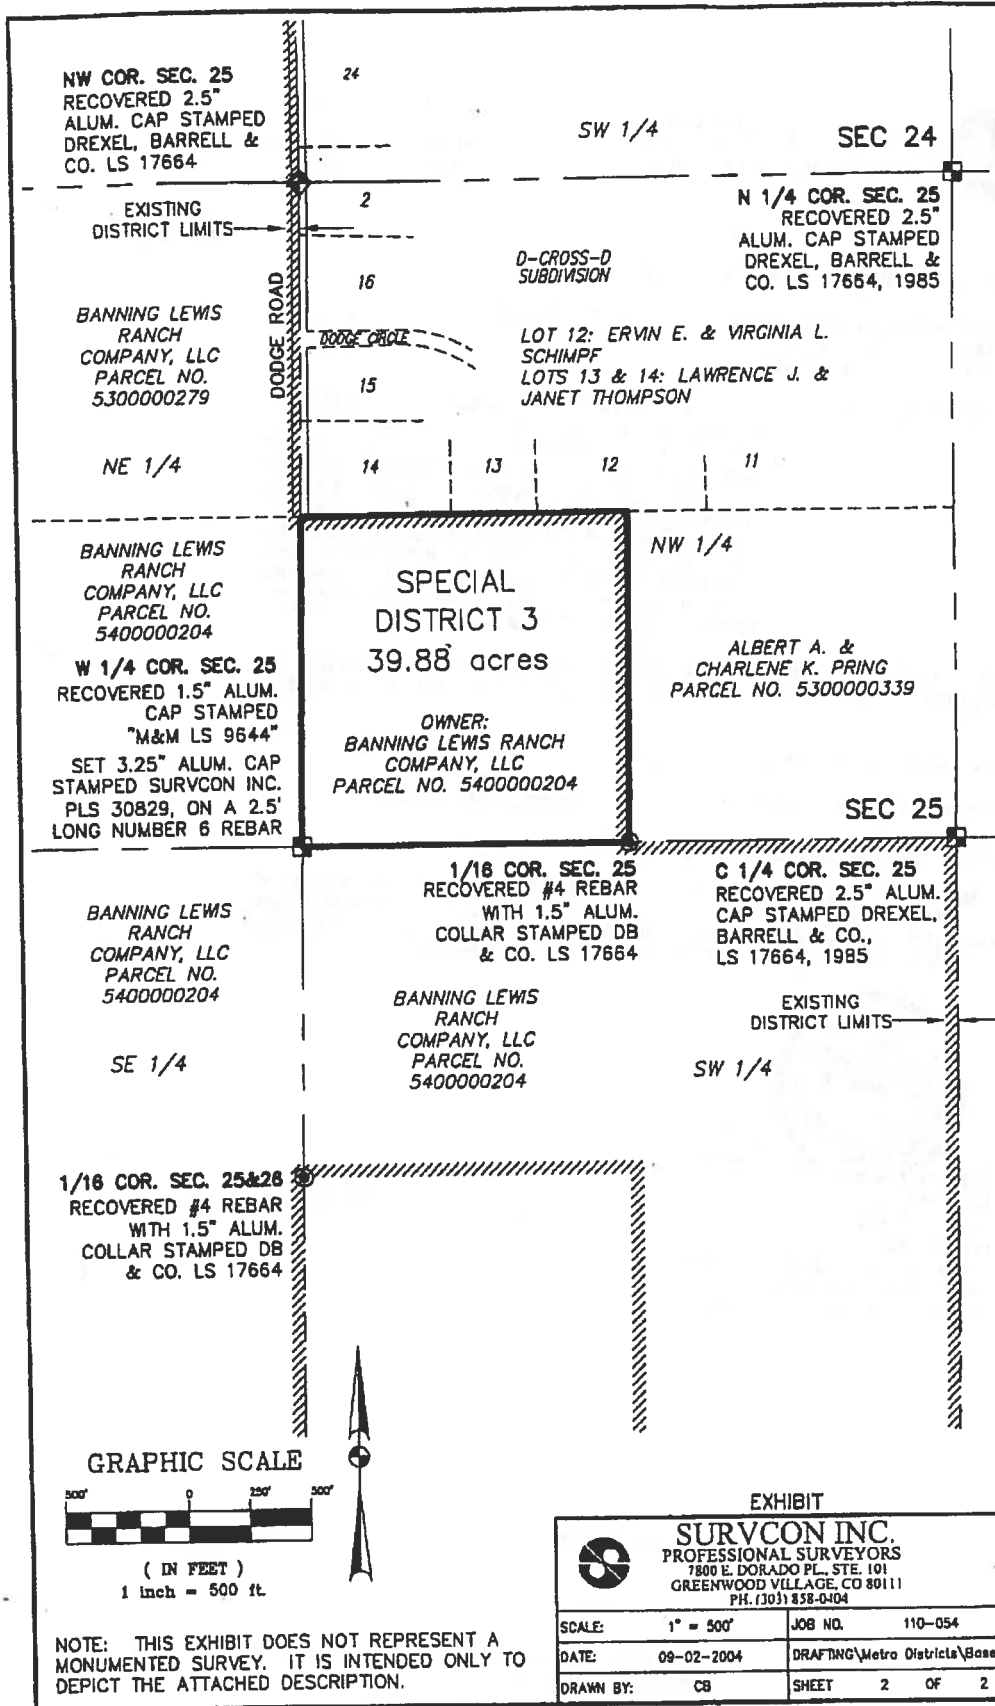 NW COR. SEC. 25
RECOVERED 2.5"
ALUM. CAP STAMPED
DREXEL, BARRELL &
CO. LS 17664
24
SW 1/4
SEC 24
EXISTING
DISTRICT LIMITS
2
N 1/4 COR. SEC. 25
RECOVERED 2.5"
ALUM. CAP STAMPED
DREXEL, BARRELL &
CO. LS 17664, 1985
D-CROSS-D
SUBDIVISION
16
DODGE ROAD
BANNING LEWIS
RANCH
COMPANY, LLC
PARCEL NO.
5300000279
DODGE CIRCLE
LOT 12: ERVIN E. & VIRGINIA L.
SCHIMPF
LOTS 13 & 14: LAWRENCE J. &
JANET THOMPSON
15
NE 1/4
14
13
12
11
BANNING LEWIS
RANCH
COMPANY, LLC
PARCEL NO.
5400000204
SPECIAL
DISTRICT 3
39.88 acres
NW 1/4
OWNER:
BANNING LEWIS RANCH
COMPANY, LLC
PARCEL NO. 5400000204
ALBERT A. &
CHARLENE K. PRING
PARCEL NO. 5300000339
W 1/4 COR. SEC. 25
RECOVERED 1.5" ALUM.
CAP STAMPED
"M&M LS 9644"
SET 3.25" ALUM. CAP
STAMPED SURVCON INC.
PLS 30829, ON A 2.5'
LONG NUMBER 6 REBAR
SEC 25
1/16 COR. SEC. 25
RECOVERED #4 REBAR
WITH 1.5" ALUM.
COLLAR STAMPED DB
& CO. LS 17664
C 1/4 COR. SEC. 25
RECOVERED 2.5" ALUM.
CAP STAMPED DREXEL,
BARRELL & CO.,
LS 17664, 1985
BANNING LEWIS
RANCH
COMPANY, LLC
PARCEL NO.
5400000204
BANNING LEWIS
RANCH
COMPANY, LLC
PARCEL NO.
5400000204
EXISTING
DISTRICT LIMITS
SE 1/4
SW 1/4
1/16 COR. SEC. 25&26
RECOVERED #4 REBAR
WITH 1.5" ALUM.
COLLAR STAMPED DB
& CO. LS 17664
GRAPHIC SCALE
500' 0 250' 500'
( IN FEET )
1 inch = 500 ft.
NOTE: THIS EXHIBIT DOES NOT REPRESENT A
MONUMENTED SURVEY. IT IS INTENDED ONLY TO
DEPICT THE ATTACHED DESCRIPTION.
EXHIBIT
SURVCON INC.
PROFESSIONAL SURVEYORS
7800 E. DORADO PL., STE. 101
GREENWOOD VILLAGE, CO 80111
PH. (303) 858-0404
SCALE: 1" = 500' JOB NO. 110-054
DATE: 09-02-2004 DRAFTING\Metro Districts\Base
DRAWN BY: CB SHEET 2 OF 2